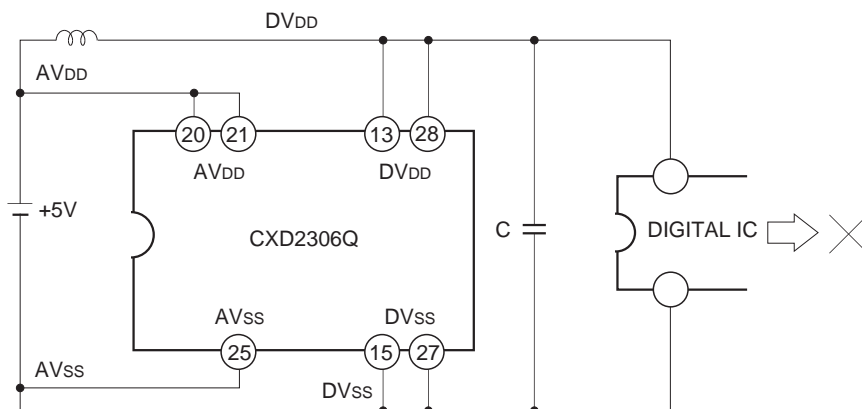 DVDD
AVDD
20 21 13 28
AVDD DVDD
+5V
CXD2306Q
C
DIGITAL IC
AVSS DVSS
25 15 27
AVSS
DVSS